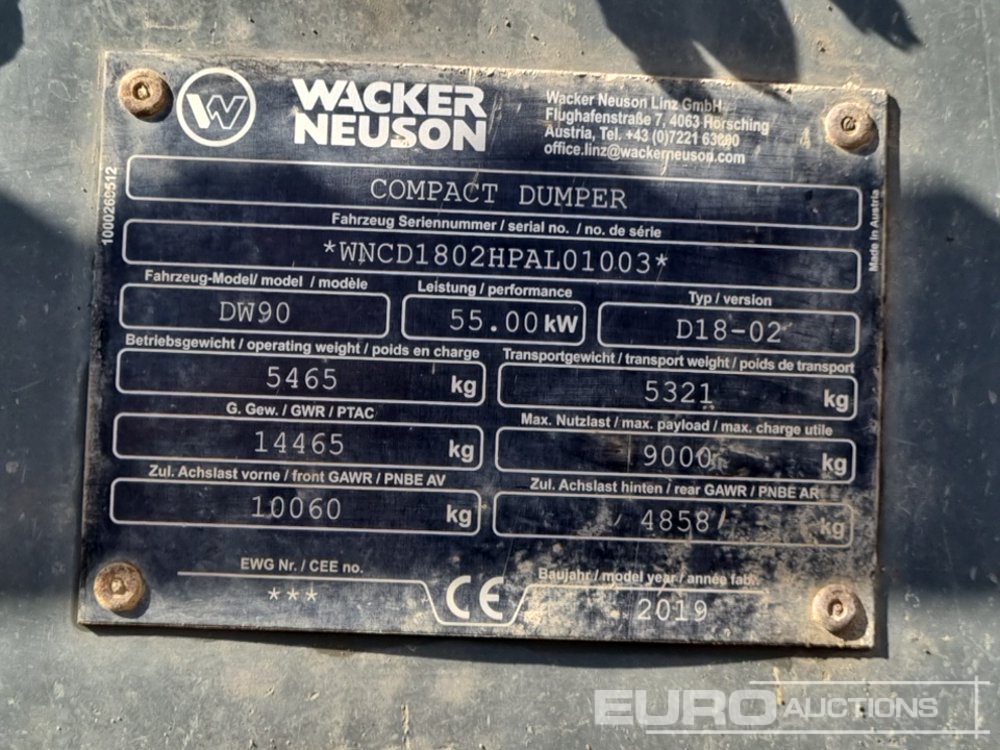 WACKER
NEUSON
Wacker Neuson Linz GmbH
Flughafenstraße 7, 4063 Hörsching
Austria, Tel. +43 (0)7221 63000
office.linz@wackerneuson.com
1000260512
Made in Austria
COMPACT DUMPER
Fahrzeug Seriennummer / serial no. / no. de série
*WNCD1802HPAL01003*
Fahrzeug-Model/ model / modèle
DW90
Leistung / performance
55.00 kW
Typ / version
D18-02
Betriebsgewicht / operating weight / poids en charge
5465 kg
Transportgewicht / transport weight / poids de transport
5321 kg
G. Gew. / GWR / PTAC
14465 kg
Max. Nutzlast / max. payload / max. charge utile
9000 kg
Zul. Achslast vorne / front GAWR / PNBE AV
10060 kg
Zul. Achslast hinten / rear GAWR / PNBE AR
4858 kg
EWG Nr. / CEE no.
***
CE
Baujahr / model year / année fab.
2019
EURO AUCTIONS